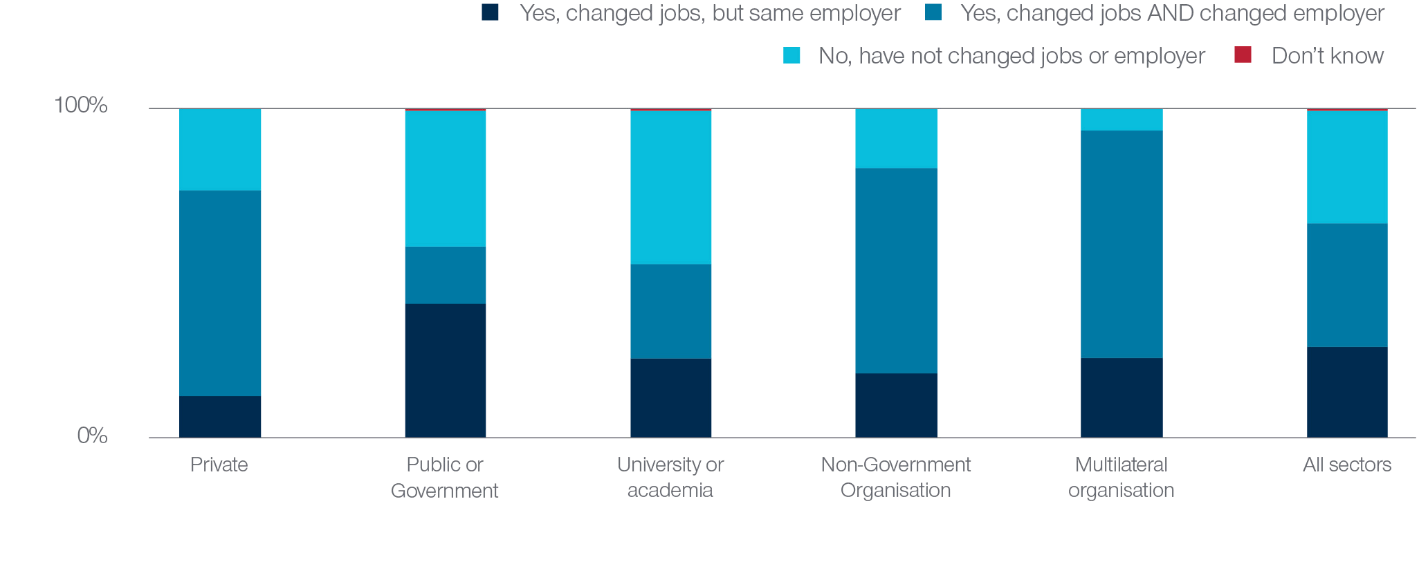 Yes, changed jobs, but same employer Yes, changed jobs AND changed employer
No, have not changed jobs or employer Don’t know
100%
0%
Private
Public or
Government
University or
academia
Non-Government
Organisation
Multilateral
organisation
All sectors